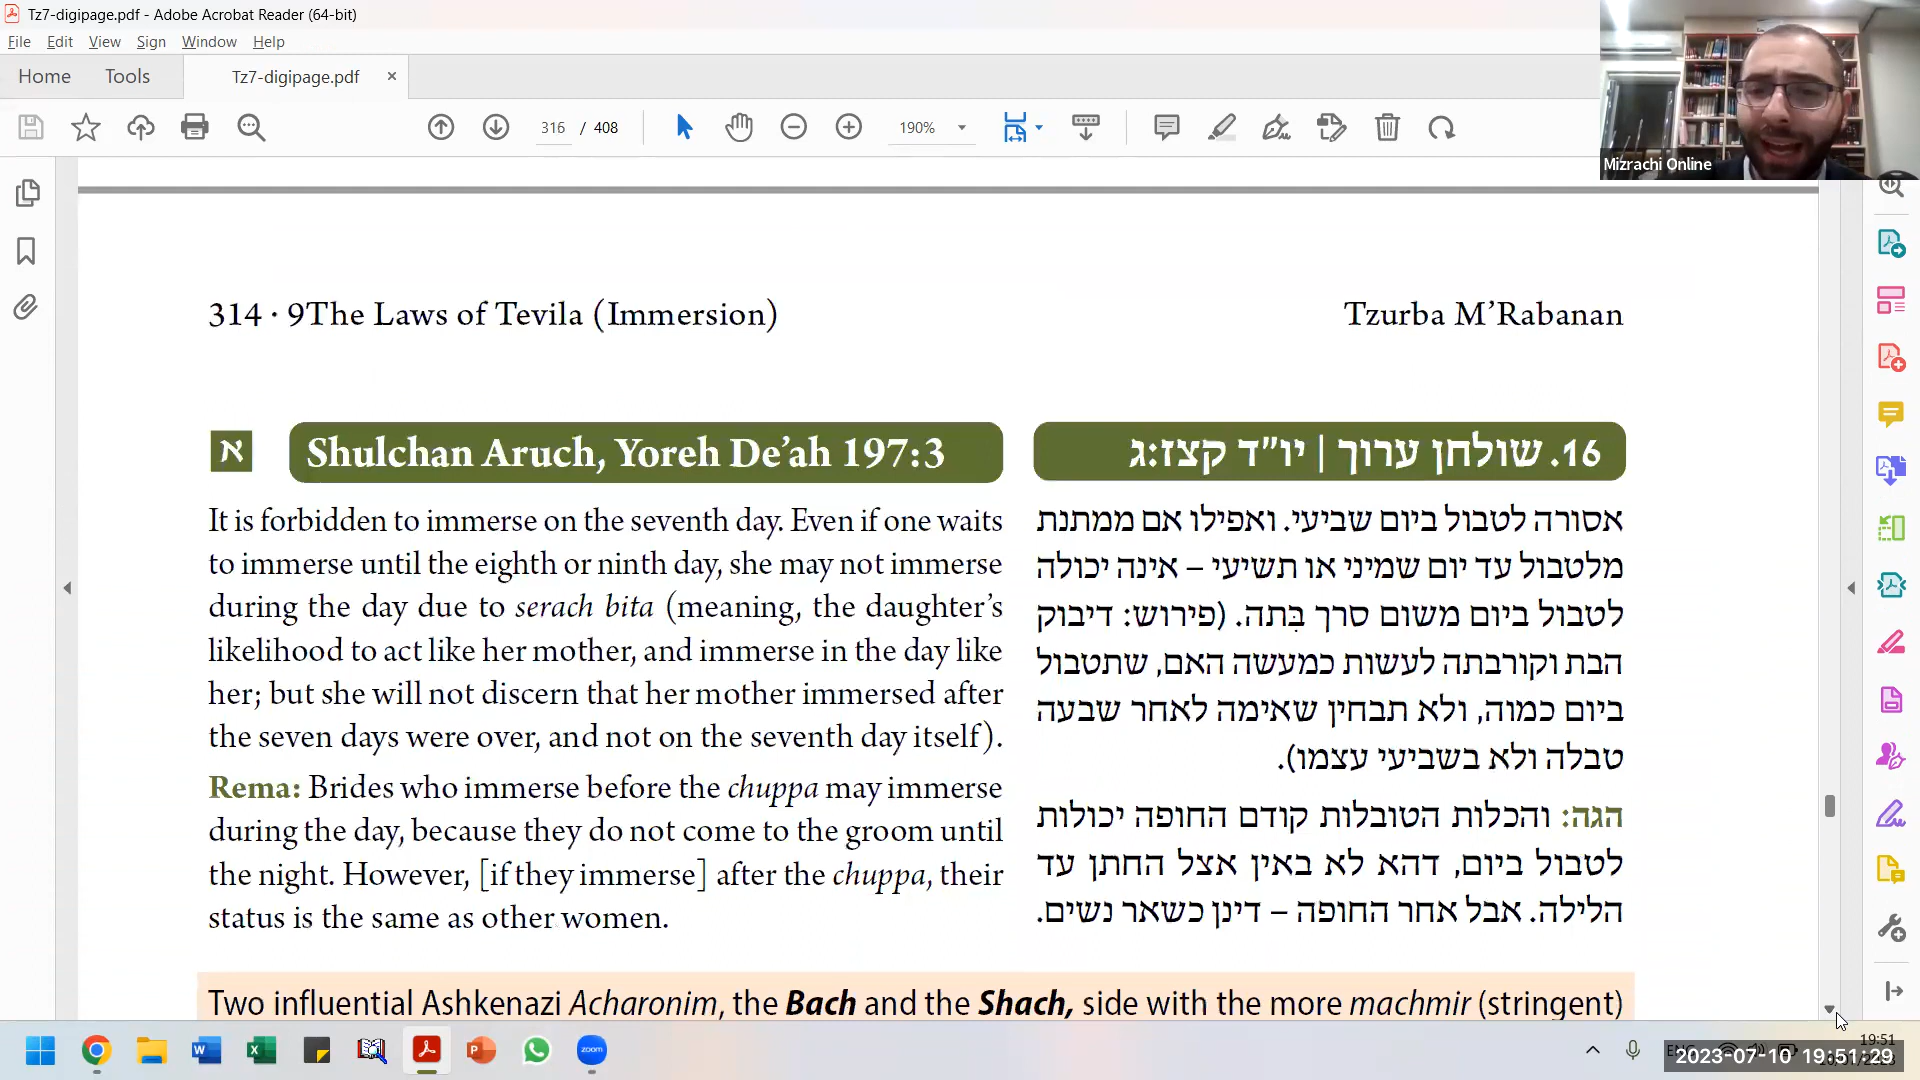 Tz7-digipage.pdf - Adobe Acrobat Reader (64-bit)
File Edit View Sign Window Help
Home Tools Tz7-digipage.pdf ×
316 / 408 190%
Mizrachi Online
314 · 9The Laws of Tevila (Immersion) Tzurba M'Rabanan
א Shulchan Aruch, Yoreh De'ah 197:3
It is forbidden to immerse on the seventh day. Even if one waits
to immerse until the eighth or ninth day, she may not immerse
during the day due to serach bita (meaning, the daughter's
likelihood to act like her mother, and immerse in the day like
her; but she will not discern that her mother immersed after
the seven days were over, and not on the seventh day itself).
Rema: Brides who immerse before the chuppa may immerse
during the day, because they do not come to the groom until
the night. However, [if they immerse] after the chuppa, their
status is the same as other women.
16. שולחן ערוך | יו"ד קצז:ג
אסורה לטבול ביום שביעי. ואפילו אם ממתנת
מלטבול עד יום שמיני או תשיעי – אינה יכולה
לטבול ביום משום סרך בִּתה. (פירוש: דיבוק
הבת וקורבתה לעשות כמעשה האם, שתטבול
ביום כמוה, ולא תבחין שאימה לאחר שבעה
טבלה ולא בשביעי עצמו).
הגה: והכלות הטובלות קודם החופה יכולות
לטבול ביום, דהא לא באין אצל החתן עד
הלילה. אבל אחר החופה – דינן כשאר נשים.
Two influential Ashkenazi Acharonim, the Bach and the Shach, side with the more machmir (stringent)
zoom
19:51
2023-07-10 19:51:29